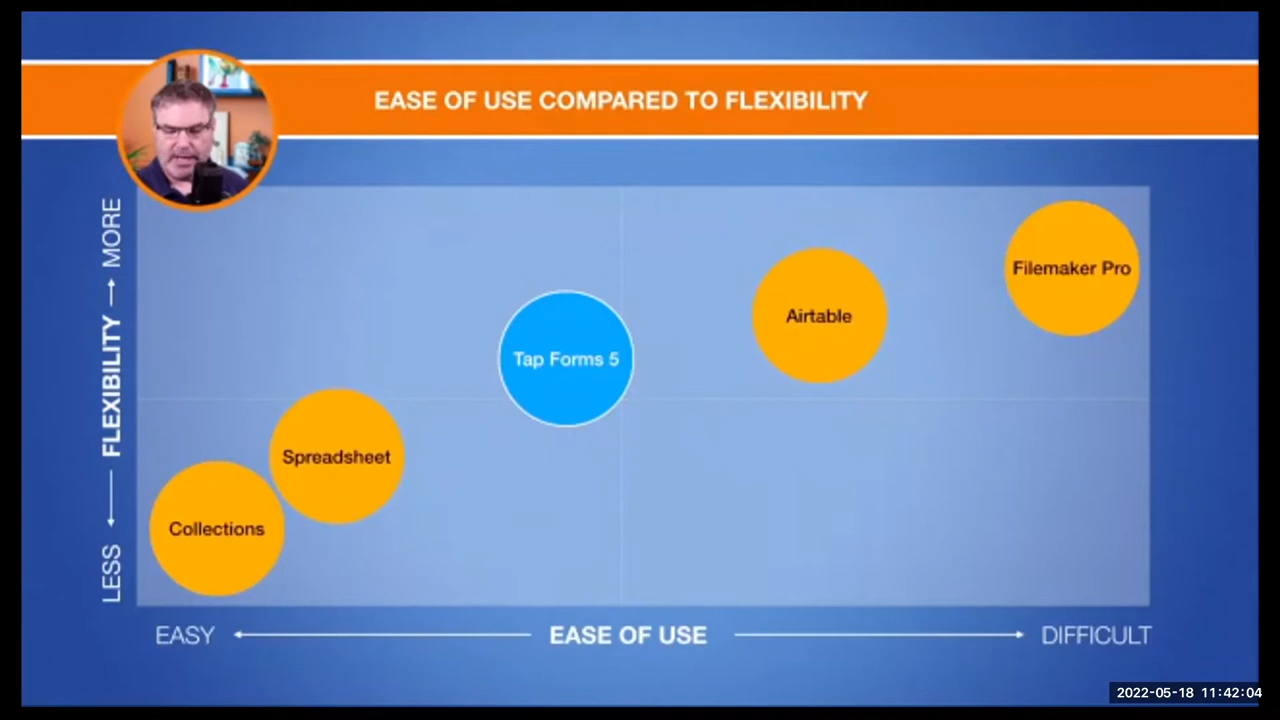 EASE OF USE COMPARED TO FLEXIBILITY
MORE
FLEXIBILITY
LESS
Filemaker Pro
Airtable
Tap Forms 5
Spreadsheet
Collections
EASY
EASE OF USE
DIFFICULT
2022-05-18 11:42:04